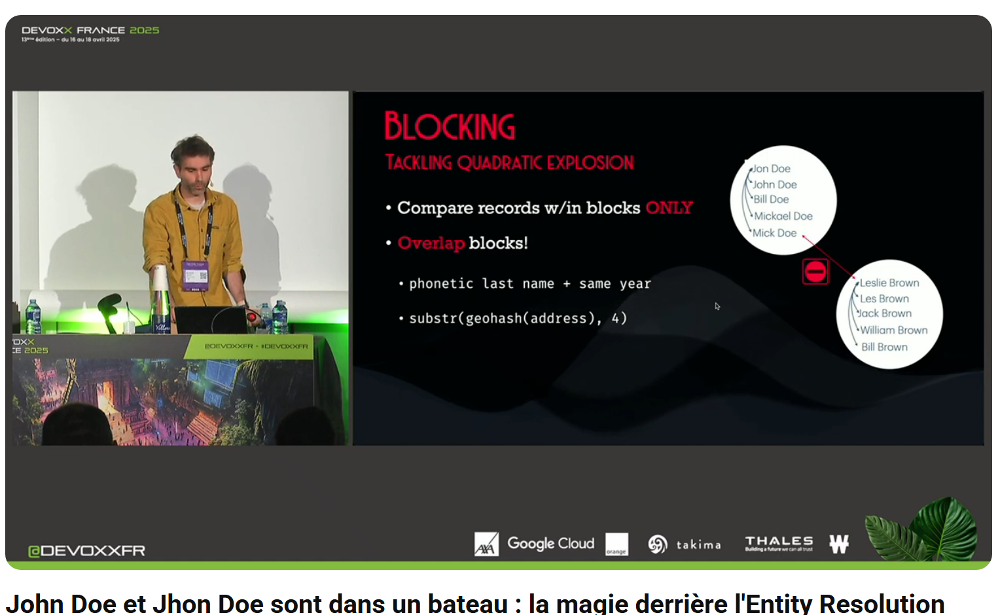 DEVOXX FRANCE 2025
13ème édition – du 16 au 18 avril 2025
BLOCKING
TACKLING QUADRATIC EXPLOSION
• Compare records w/in blocks ONLY
• Overlap blocks!
• phonetic last name + same year
• substr(geohash(address), 4)
Jon Doe
John Doe
Bill Doe
Mickael Doe
Mick Doe
Leslie Brown
Les Brown
Jack Brown
William Brown
Bill Brown
OXX
CE 2025
@DEVOXXFR - #DEVOXXFR
@DEVOXXFR
AXA
Google Cloud
orange
takima
THALES
Building a future we can all trust
W
John Doe et Jhon Doe sont dans un bateau : la magie derrière l'Entity Resolution